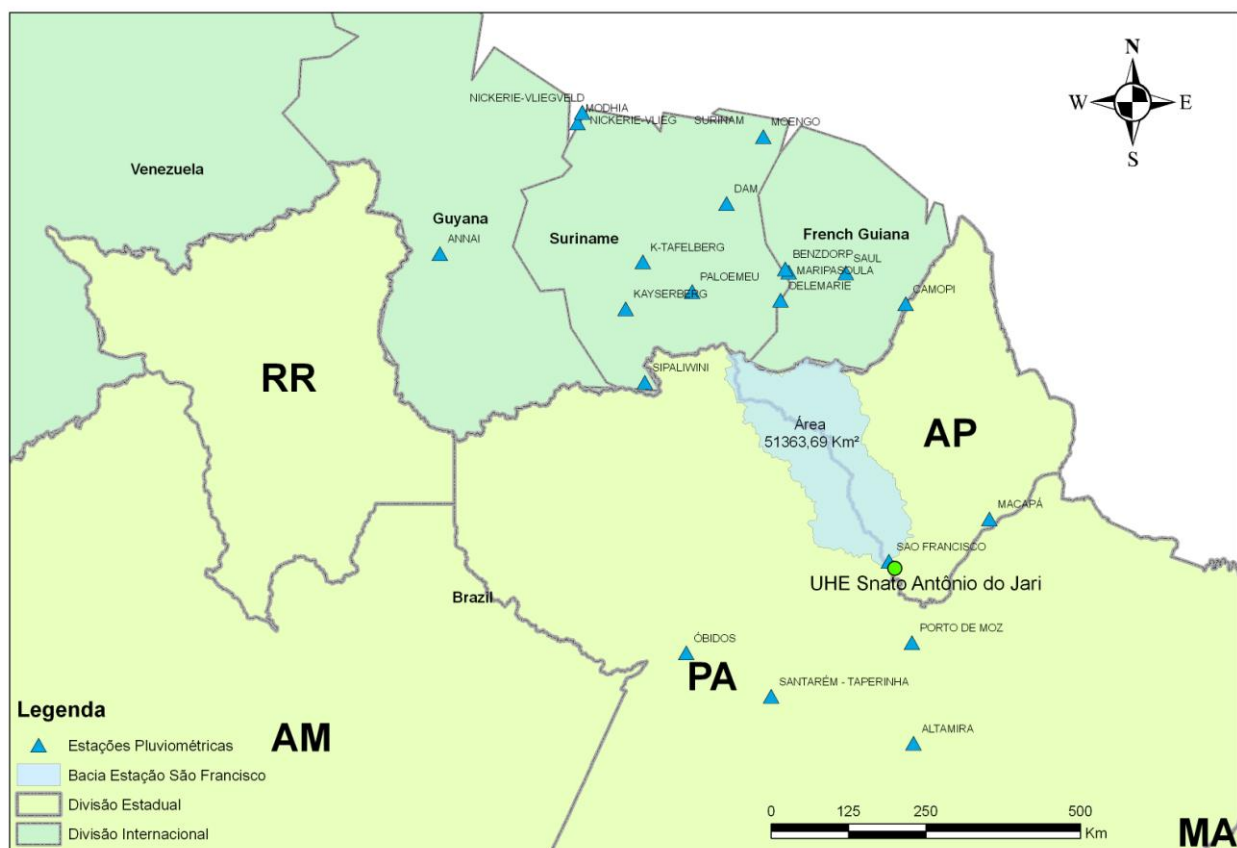 N
W
E
S
NICKERIE-VLIEGVELD
MODHIA
NICKERIE-VLIEG
SURINAM
MOENGO
Venezuela
DAM
Guyana
Suriname
French Guiana
ANNAI
K-TAFELBERG
BENZDORP
SAUL
MARIPASOULA
PALOEMEU
DELEMARIE
KAYSERBERG
CAMOPI
SIPALIWINI
RR
Área
51363,69 Km²
AP
MACAPÁ
SAO FRANCISCO
UHE Snato Antônio do Jari
Brazil
PORTO DE MOZ
ÓBIDOS
PA
SANTARÉM - TAPERINHA
ALTAMIRA
AM
Legenda
Estações Pluviométricas
Bacia Estação São Francisco
Divisão Estadual
Divisão Internacional
0 125 250 500
Km
MA